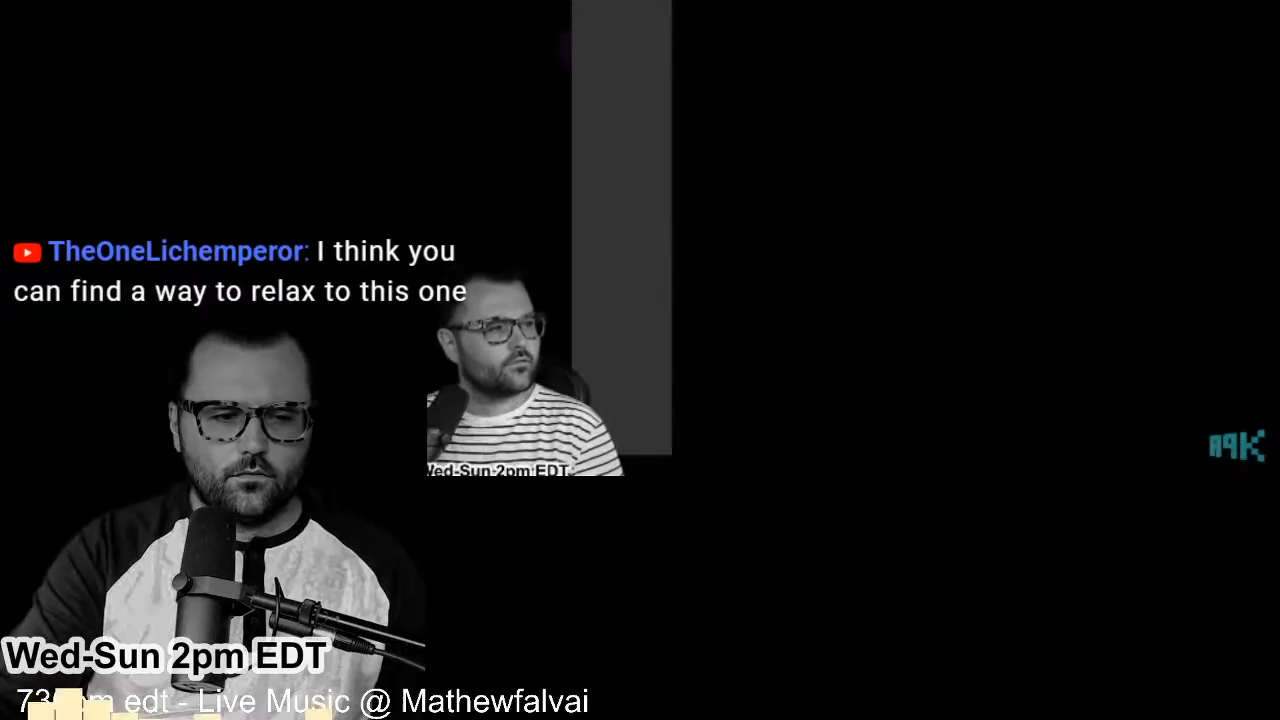 TheOneLichemperor: I think you
can find a way to relax to this one
Wed-Sun 2pm EDT
A9K
Wed-Sun 2pm EDT
edt - Live Music @ Mathewfalvai